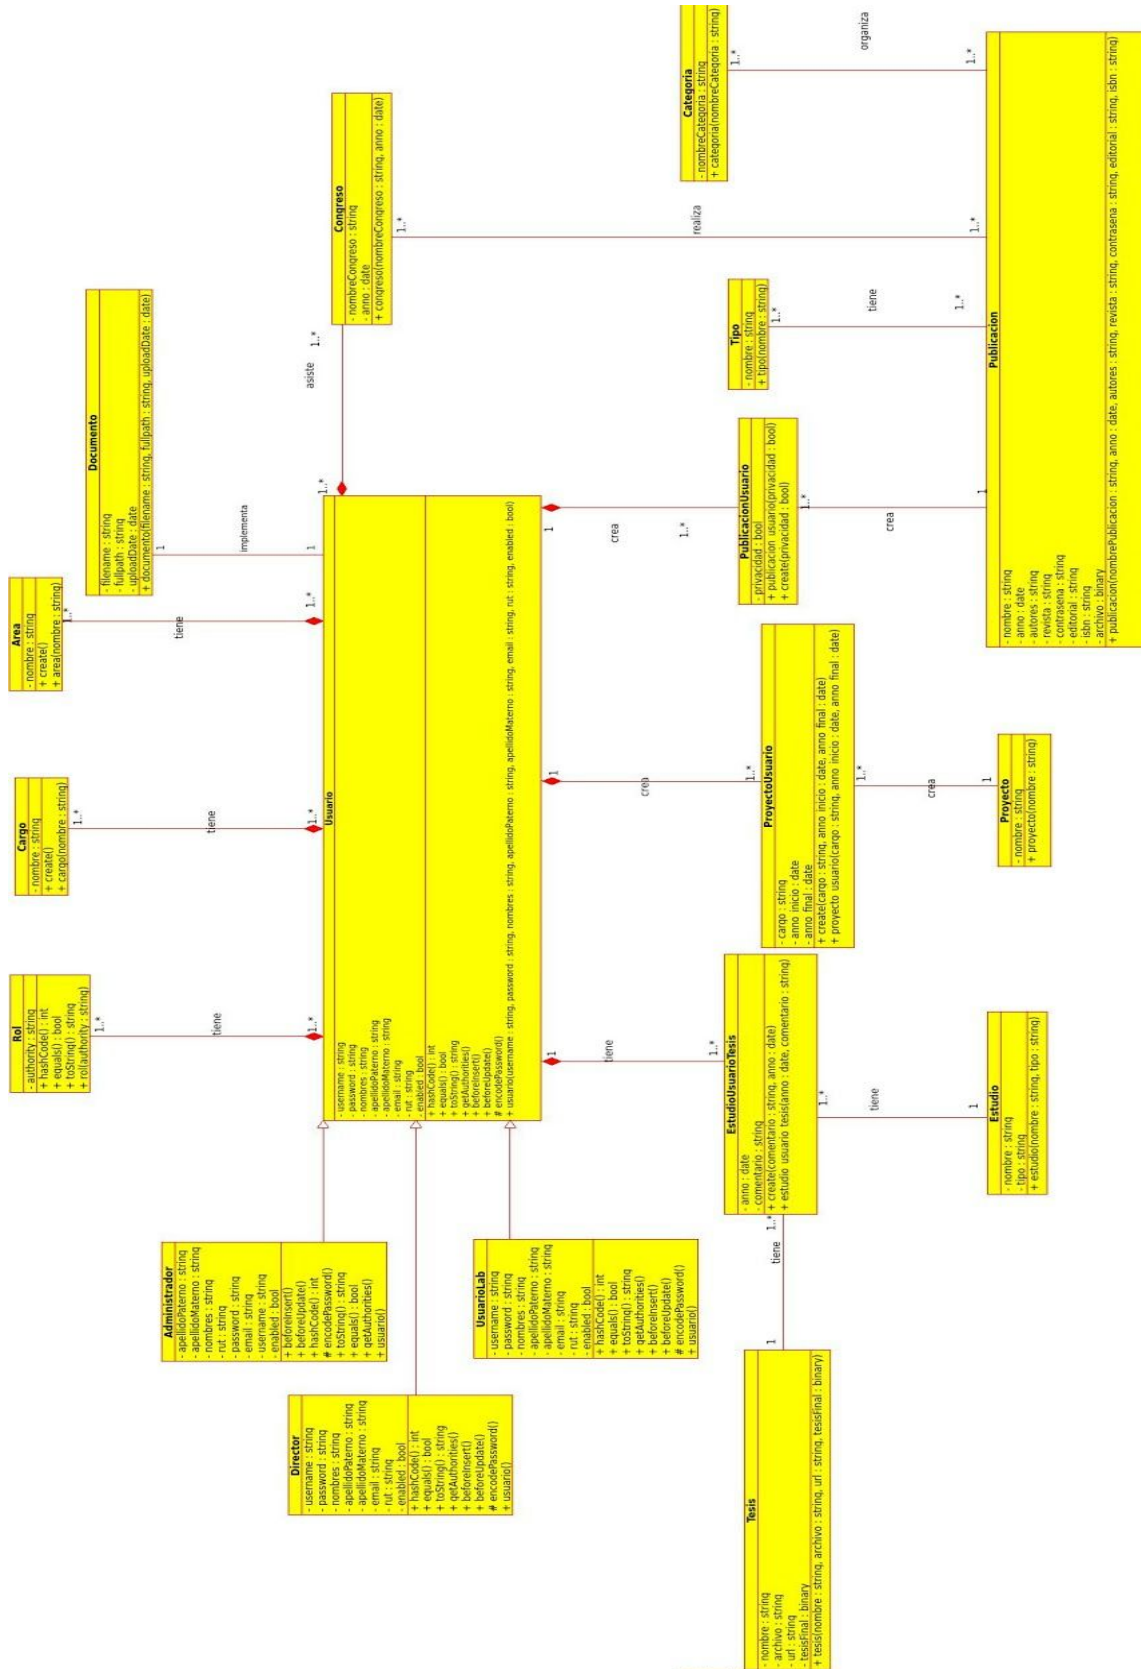 Rol
- authority : string
+ hashCode() : int
+ equals() : bool
+ toString() : string
+ rol(authority : string)
1..*
tiene
1..*
Cargo
- nombre : string
+ create()
+ cargo(nombre : string)
1..*
tiene
1..*
Area
- nombre : string
+ create()
+ area(nombre : string)
1..*
tiene
1..*
Documento
- filename : string
- fullpath : string
- uploadDate : date
+ documento(filename : string, fullpath : string, uploadDate : date)
1
implementa
1
Administrador
- apellidoPaterno : string
- apellidoMaterno : string
- nombres : string
- rut : string
- password : string
- email : string
- username : string
- enabled : bool
+ beforeInsert()
+ beforeUpdate()
+ hashCode() : int
# encodePassword()
+ toString() : string
+ equals() : bool
+ getAuthorities()
+ usuario()
Director
- username : string
- password : string
- nombres : string
- apellidoPaterno : string
- apellidoMaterno : string
- email : string
- rut : string
- enabled : bool
+ hashCode() : int
+ equals() : bool
+ toString() : string
+ getAuthorities()
+ beforeInsert()
+ beforeUpdate()
# encodePassword()
+ usuario()
UsuarioLab
- username : string
- password : string
- nombres : string
- apellidoPaterno : string
- apellidoMaterno : string
- email : string
- rut : string
- enabled : bool
+ hashCode() : int
+ equals() : bool
+ toString() : string
+ getAuthorities()
+ beforeInsert()
+ beforeUpdate()
# encodePassword()
+ usuario()
Usuario
- username : string
- password : string
- nombres : string
- apellidoPaterno : string
- apellidoMaterno : string
- email : string
- rut : string
- enabled : bool
+ hashCode() : int
+ equals() : bool
+ toString() : string
+ getAuthorities()
+ beforeInsert()
+ beforeUpdate()
# encodePassword()
+ usuario(username : string, password : string, nombres : string, apellidoPaterno : string, apellidoMaterno : string, email : string, rut : string, enabled : bool)
1..*
asiste
1..*
Congreso
- nombreCongreso : string
- anno : date
+ congreso(nombreCongreso : string, anno : date)
1..*
realiza
1..*
1
tiene
1..*
1
crea
1..*
1
crea
1..*
EstudioUsuarioTesis
- anno : date
- comentario : string
+ create(comentario : string, anno : date)
+ estudio usuario tesis(anno : date, comentario : string)
1..*
tiene
1
1..*
tiene
1
ProyectoUsuario
- cargo : string
- anno inicio : date
- anno final : date
+ create(cargo : string, anno inicio : date, anno final : date)
+ proyecto usuario(cargo : string, anno inicio : date, anno final : date)
1..*
crea
1
PublicacionUsuario
- privacidad : bool
+ publicacion usuario(privacidad : bool)
+ create(privacidad : bool)
1..*
crea
1
Tipo
- nombre : string
+ tipo(nombre : string)
1..*
tiene
1..*
Categoria
- nombreCategoria : string
+ categoria(nombreCategoria : string)
1..*
organiza
1..*
Tesis
- nombre : string
- archivo : string
- url : string
- tesisFinal : binary
+ tesis(nombre : string, archivo : string, url : string, tesisFinal : binary)
Estudio
- nombre : string
- tipo : string
+ estudio(nombre : string, tipo : string)
Proyecto
- nombre : string
+ proyecto(nombre : string)
Publicacion
- nombre : string
- anno : date
- autores : string
- revista : string
- contrasena : string
- editorial : string
- isbn : string
- archivo : binary
+ publicacion(nombrePublicacion : string, anno : date, autores : string, revista : string, contrasena : string, editorial : string, isbn : string)